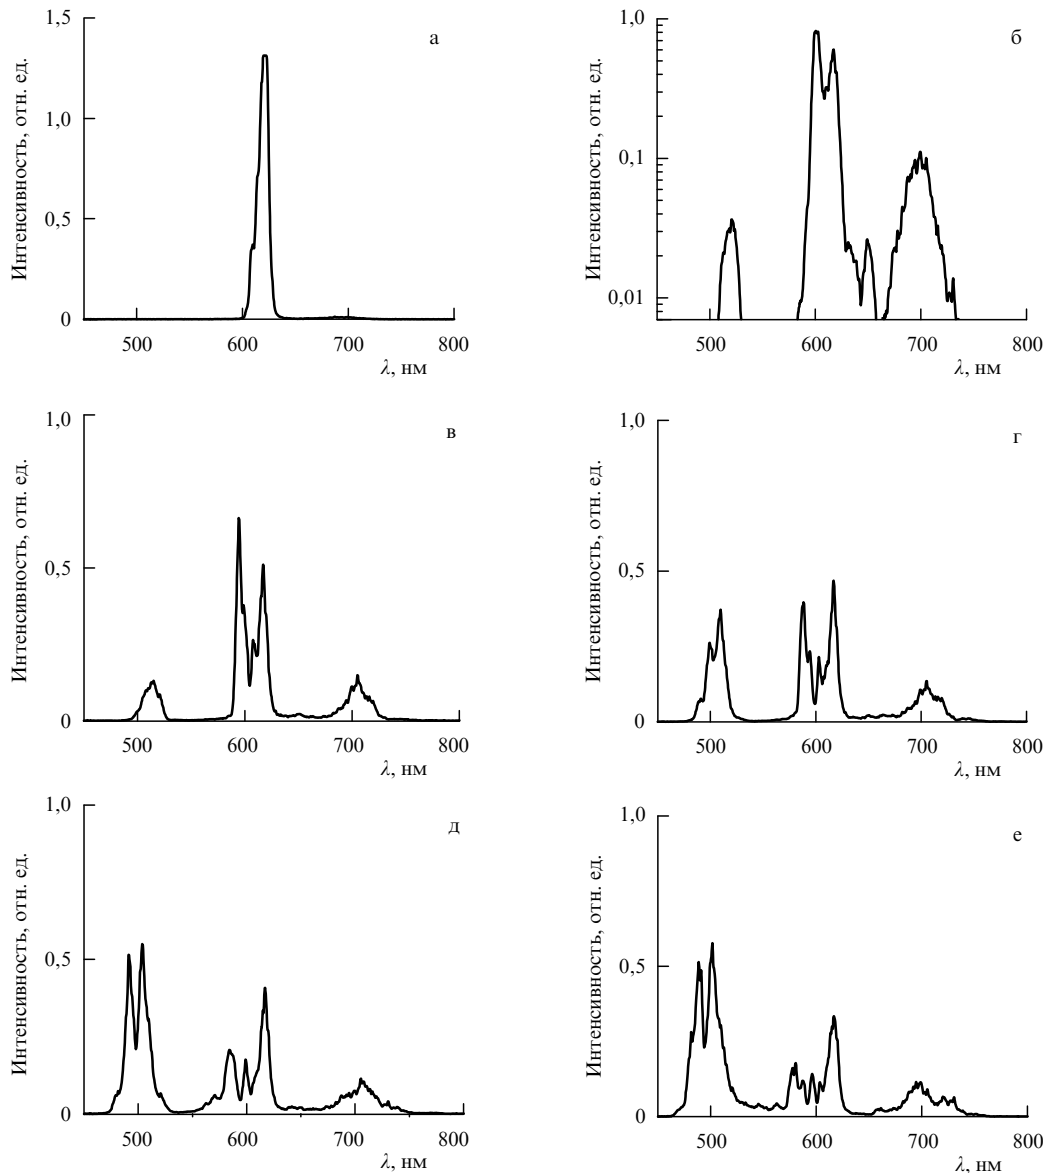 1,5
1,0
0,5
0
500
600
700
800
λ, нм
Интенсивность, отн. ед.
а
1,0
0,1
0,01
500
600
700
800
λ, нм
Интенсивность, отн. ед.
б
1,0
0,5
0
500
600
700
800
λ, нм
Интенсивность, отн. ед.
в
1,0
0,5
0
500
600
700
800
λ, нм
Интенсивность, отн. ед.
г
1,0
0,5
0
500
600
700
800
λ, нм
Интенсивность, отн. ед.
д
1,0
0,5
0
500
600
700
800
λ, нм
Интенсивность, отн. ед.
е